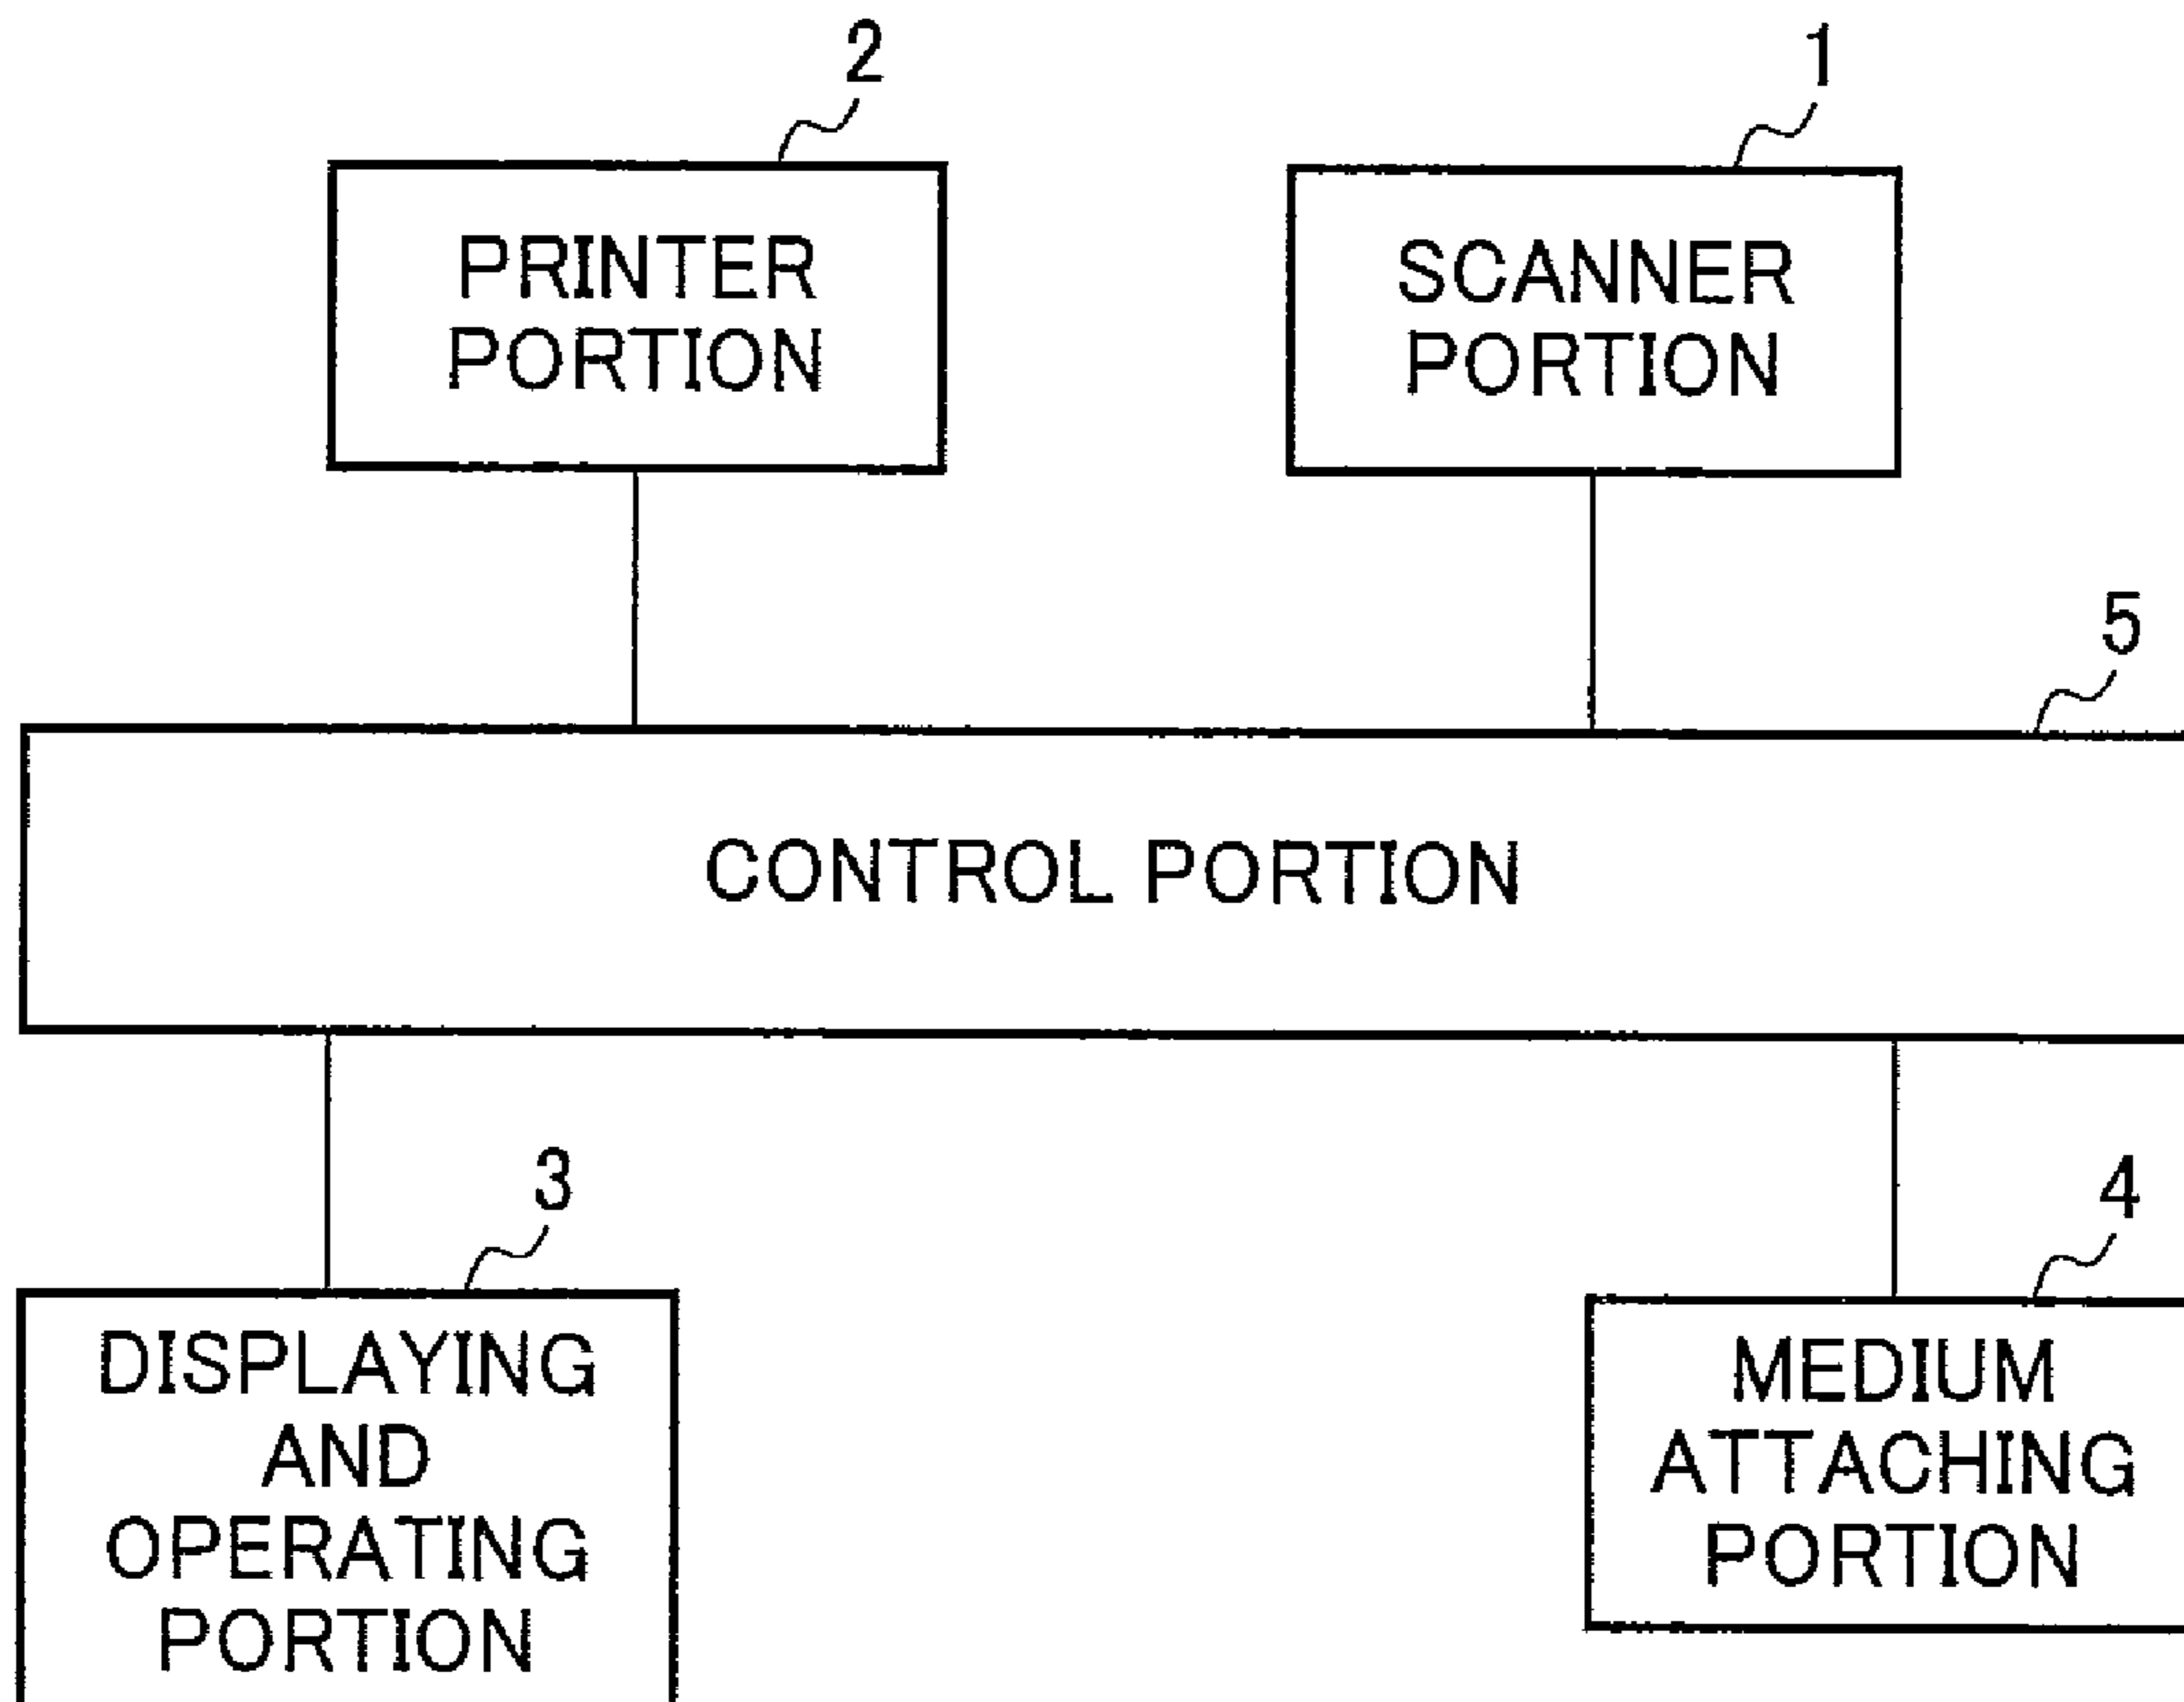 2
1
PRINTER
PORTION
SCANNER
PORTION
5
CONTROL PORTION
3
4
DISPLAYING
AND
OPERATING
PORTION
MEDIUM
ATTACHING
PORTION